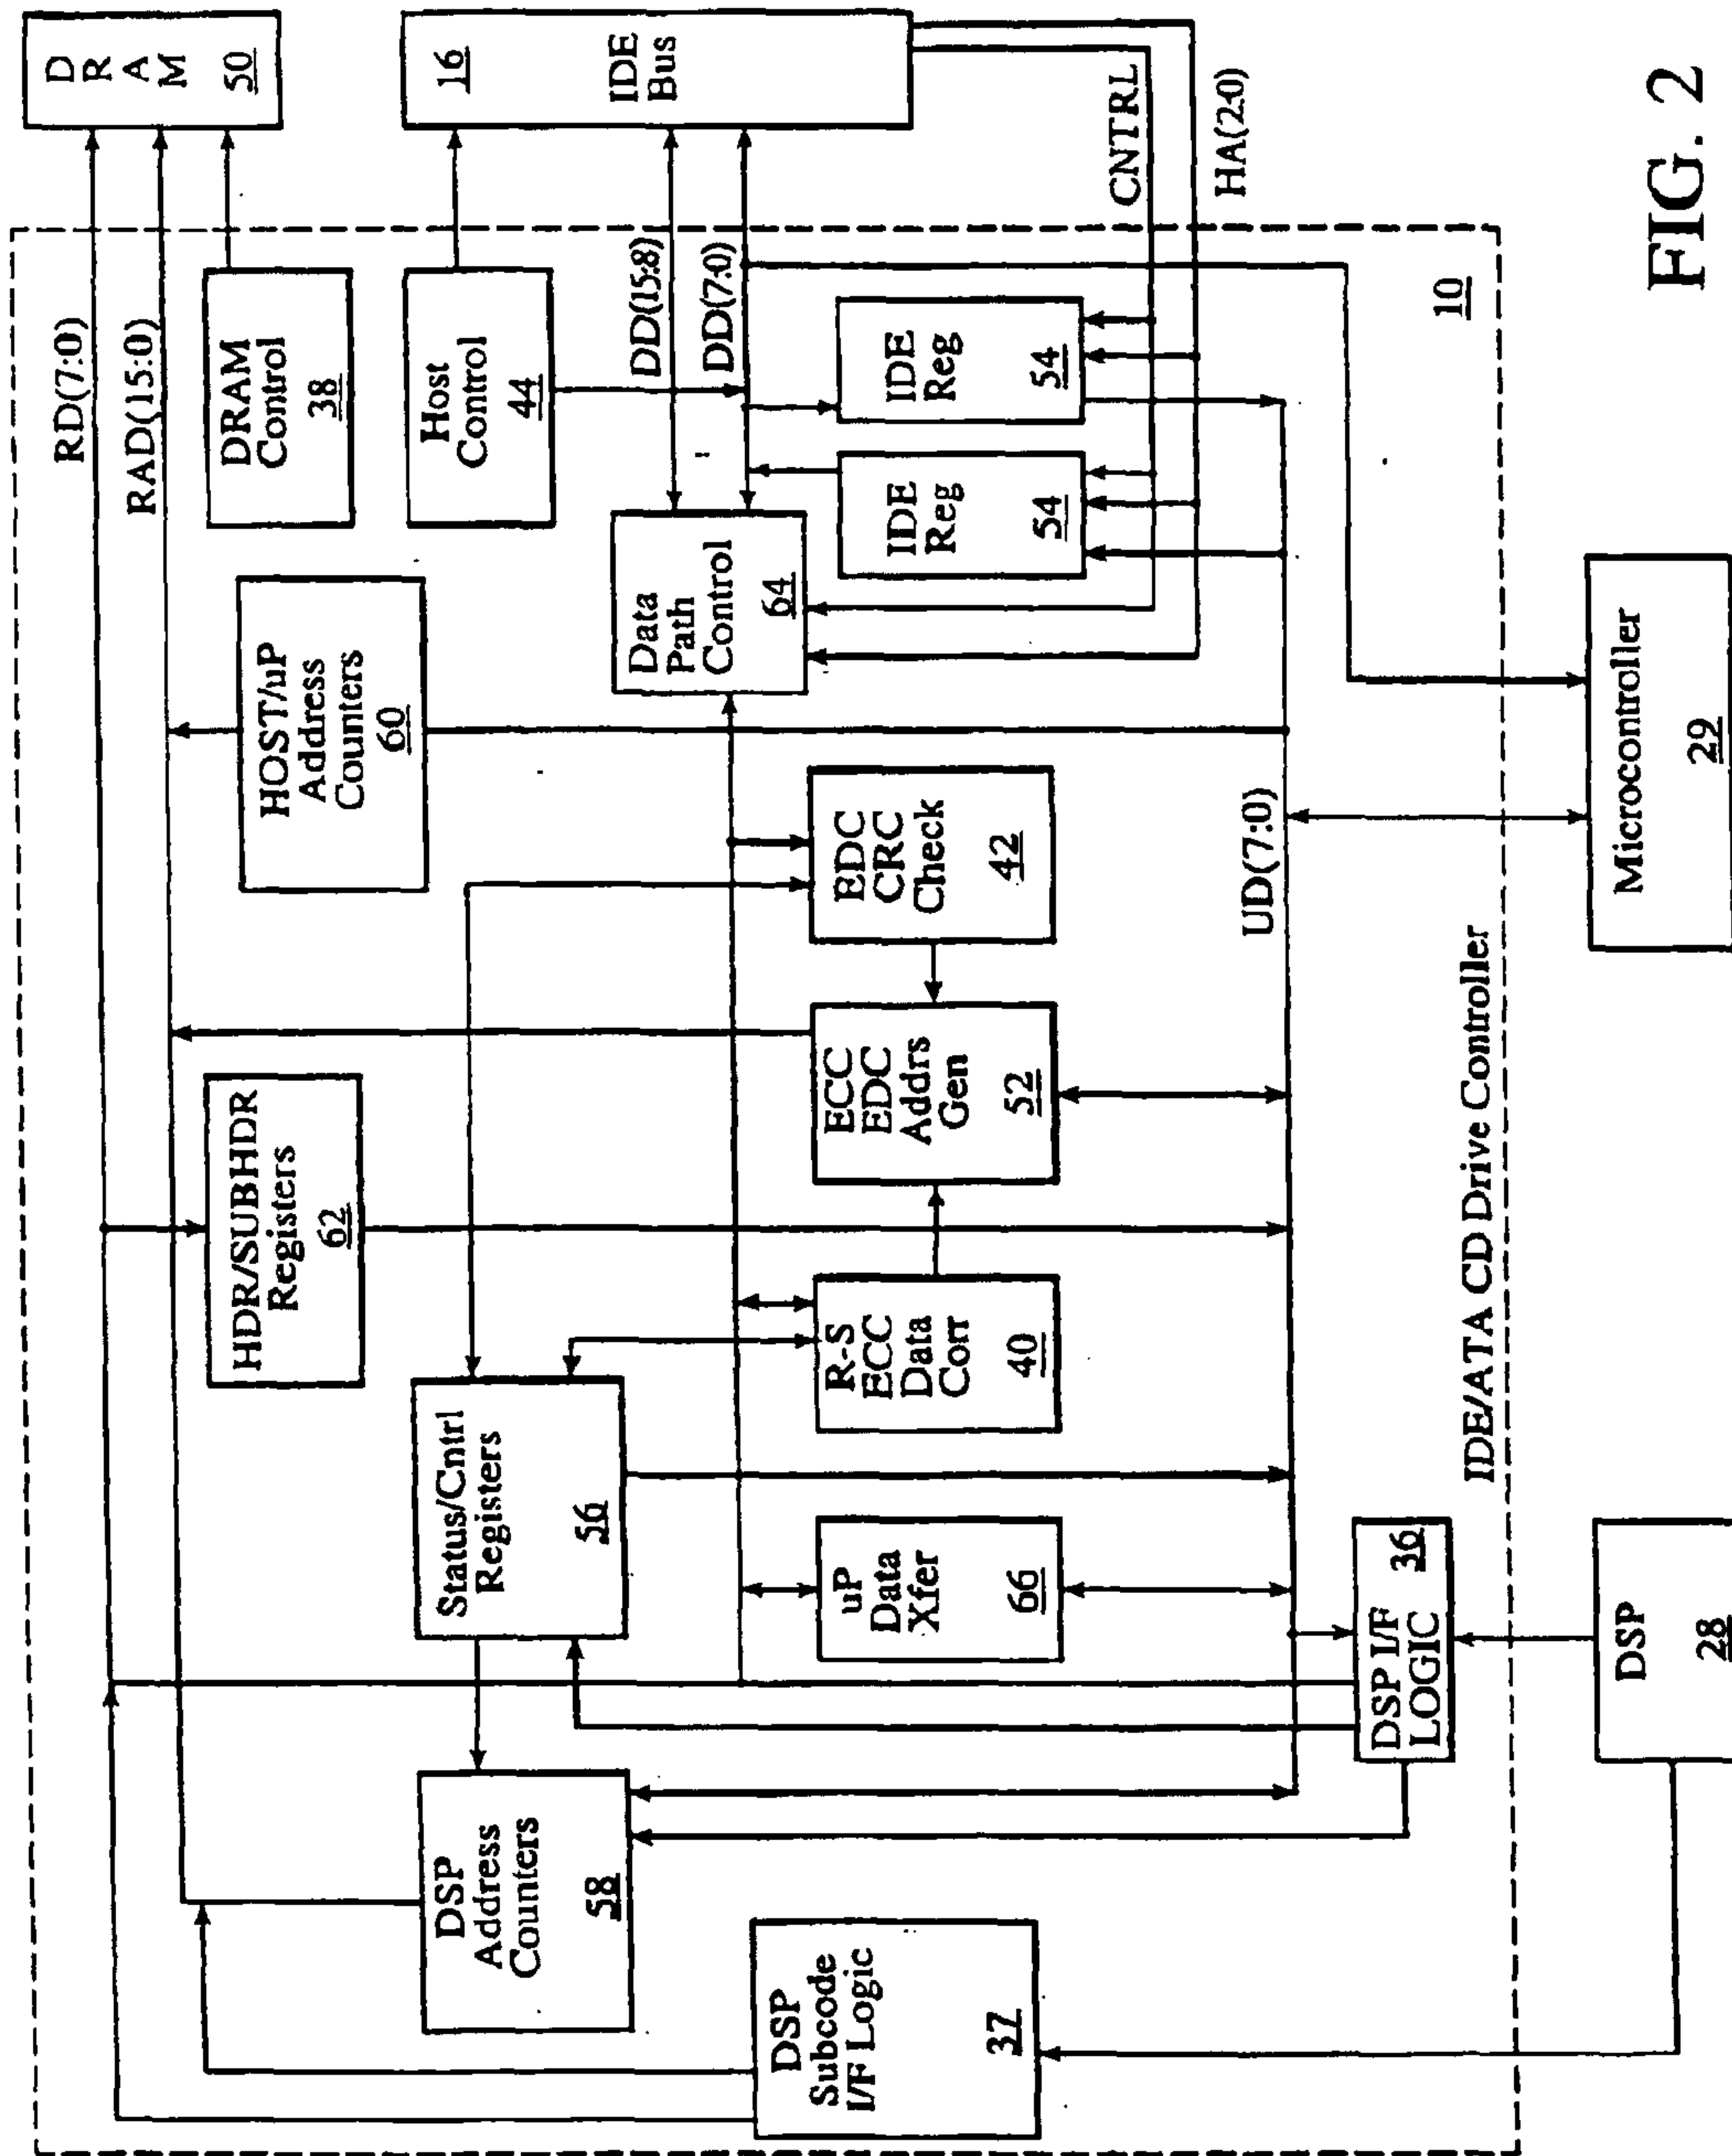 RD(7:0)
RAD(15:0)
D
R
A
M
50
DRAM
Control
38
Host
Control
44
16
IDE
Bus
DD(15:8)
DD(7:0)
CNTRL
HA(2:0)
HOST/uP
Address
Counters
60
Data
Path
Control
64
IDE
Reg
54
IDE
Reg
54
HDR/SUBHDR
Registers
62
Status/Cntrl
Registers
56
EDC
CRC
Check
42
ECC
EDC
Addrs
Gen
52
R-S
ECC
Data
Corr
40
uP
Data
Xfer
66
DSP
Address
Counters
58
DSP
Subcode
I/F Logic
37
UD(7:0)
DSP I/F
LOGIC
36
10
IDE/ATA CD Drive Controller
Microcontroller
29
DSP
28
FIG. 2